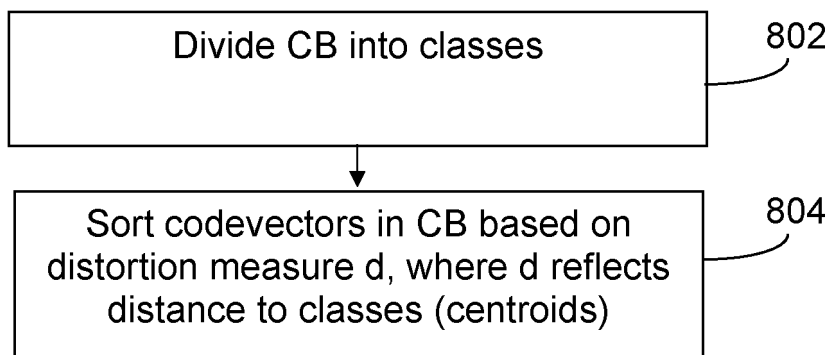 Divide CB into classes
802
Sort codevectors in CB based on
distortion measure d, where d reflects
distance to classes (centroids)
804